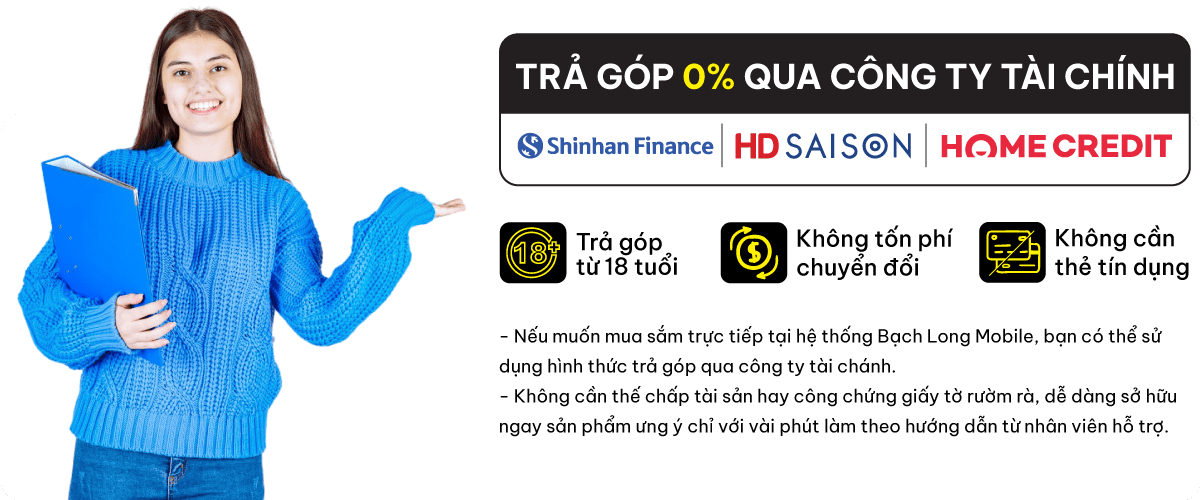 TRẢ GÓP 0% QUA CÔNG TY TÀI CHÍNH
Shinhan Finance HD SAISON HOME CREDIT
18+ Trả góp
từ 18 tuổi
Không tốn phí
chuyển đổi
Không cần
thẻ tín dụng
- Nếu muốn mua sắm trực tiếp tại hệ thống Bạch Long Mobile, bạn có thể sử
dụng hình thức trả góp qua công ty tài chánh.
- Không cần thế chấp tài sản hay công chứng giấy tờ rườm rà, dễ dàng sở hữu
ngay sản phẩm ưng ý chỉ với vài phút làm theo hướng dẫn từ nhân viên hỗ trợ.